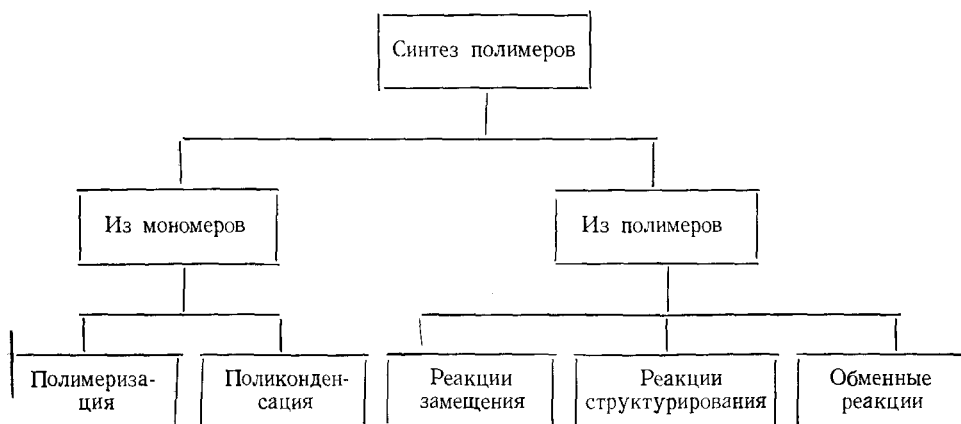 Синтез полимеров
Из мономеров
Из полимеров
Полимериза-
ция
Поликонден-
сация
Реакции
замещения
Реакции
структурирования
Обменные
реакции